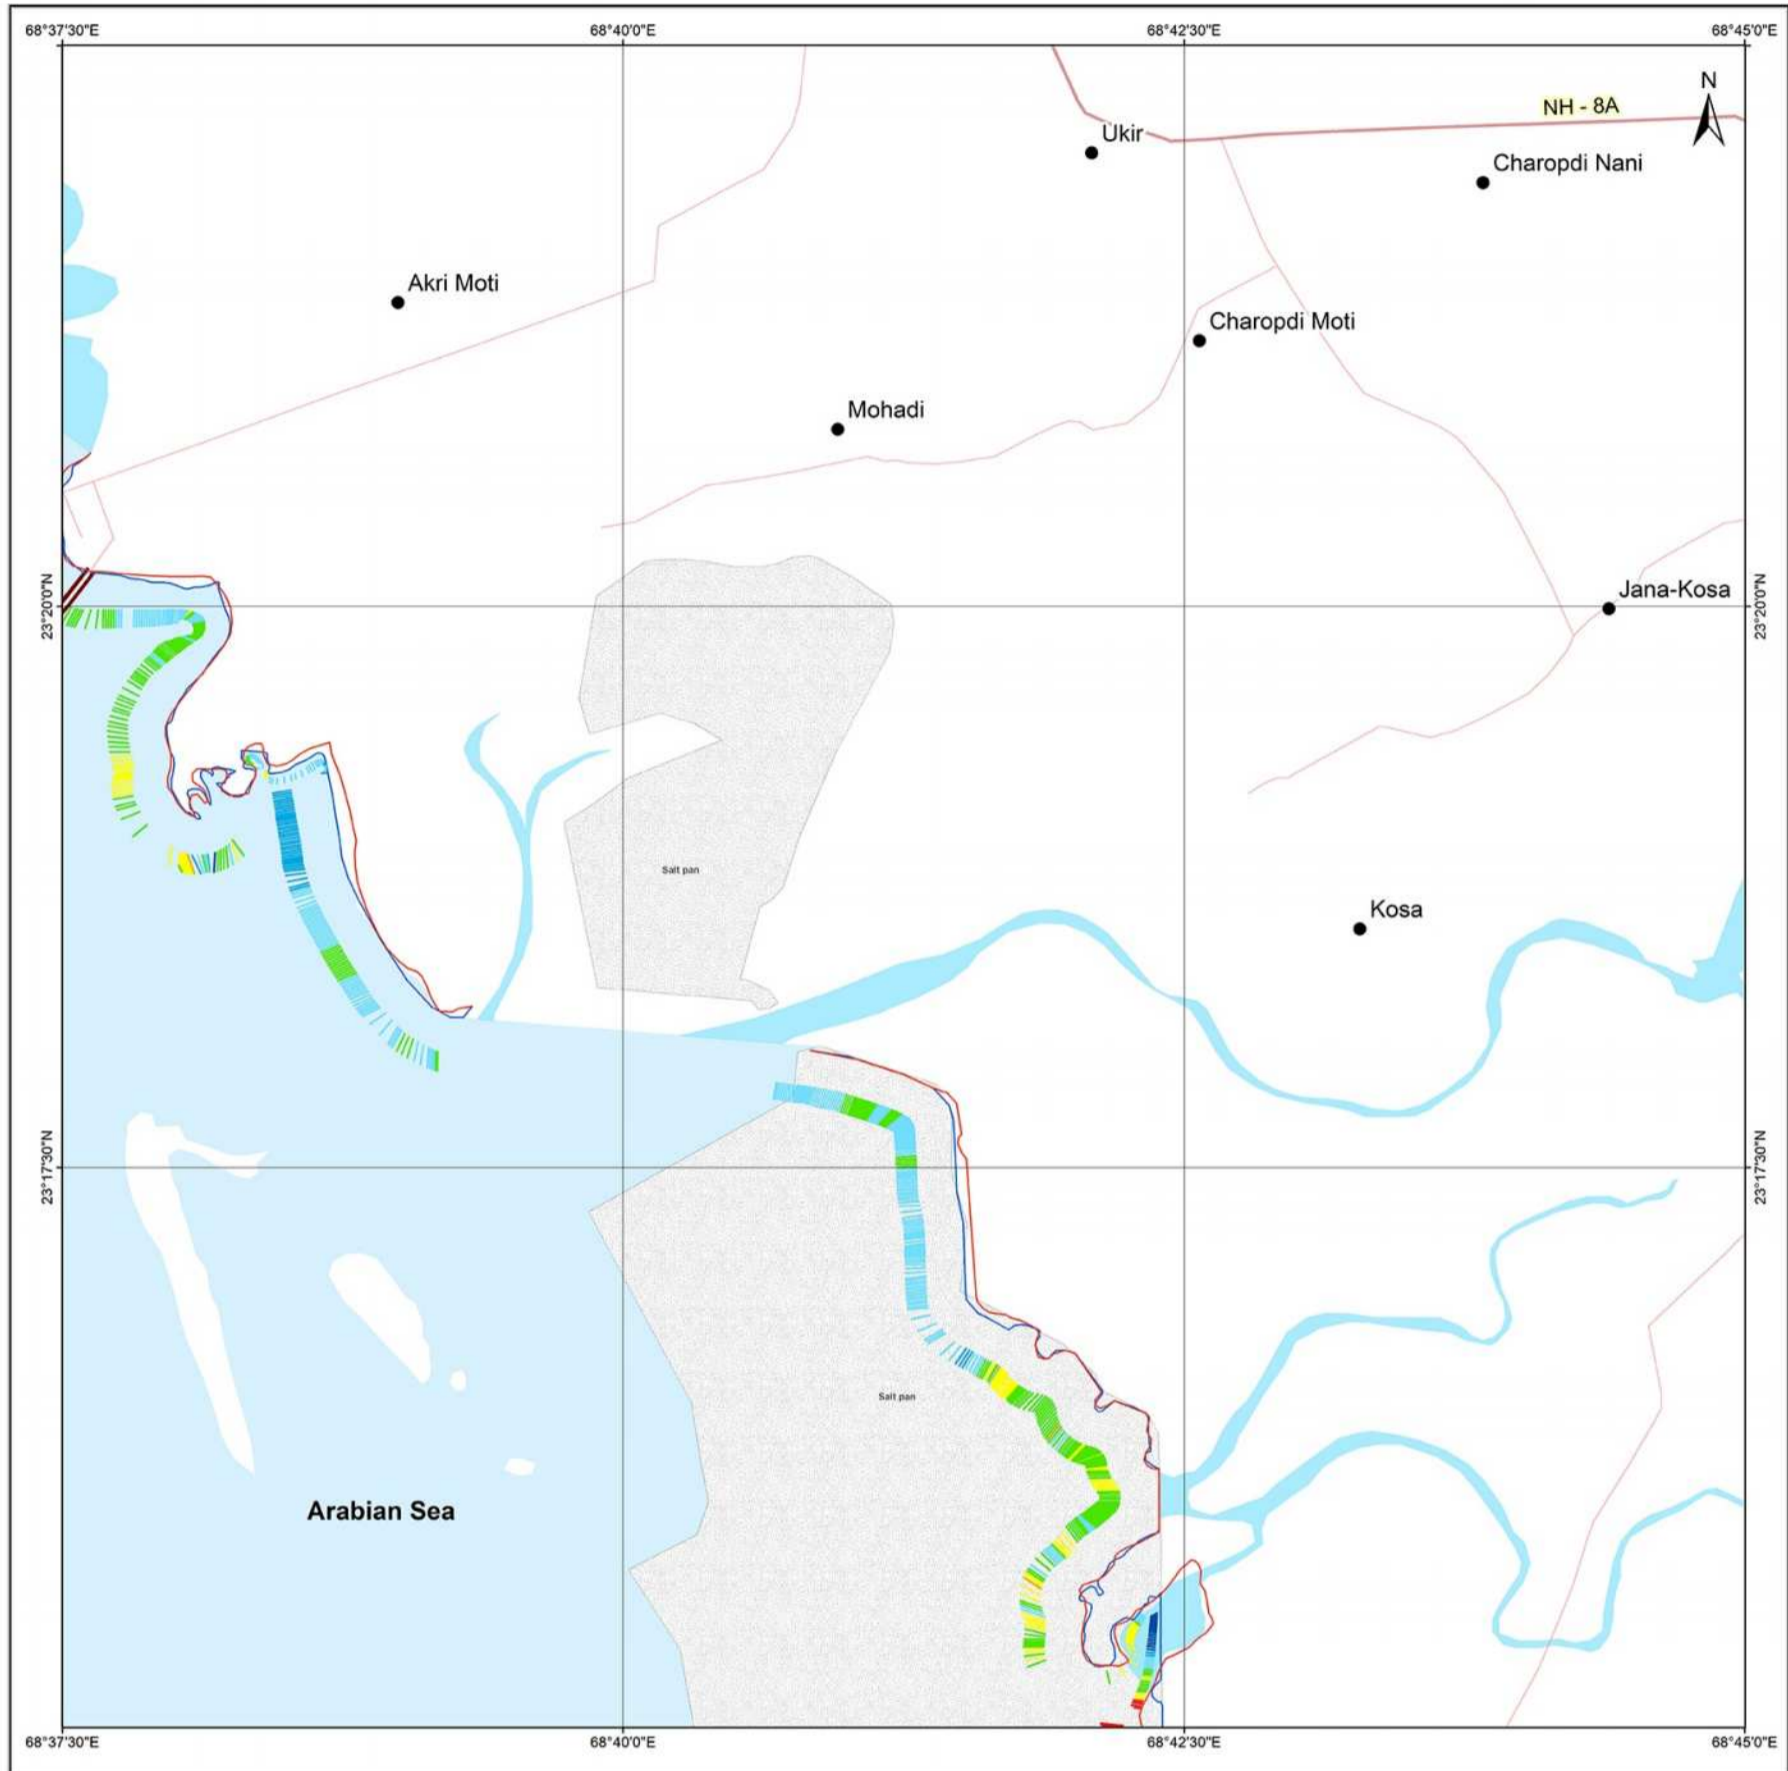 68°37'30"E
68°40'0"E
68°42'30"E
68°45'0"E
N
NH - 8A
Ukir
Charopdi Nani
Akri Moti
Charopdi Moti
Mohadi
23°20'0"N
23°20'0"N
Jana-Kosa
Salt pan
Kosa
23°17'30"N
23°17'30"N
Salt pan
Arabian Sea
68°37'30"E
68°40'0"E
68°42'30"E
68°45'0"E